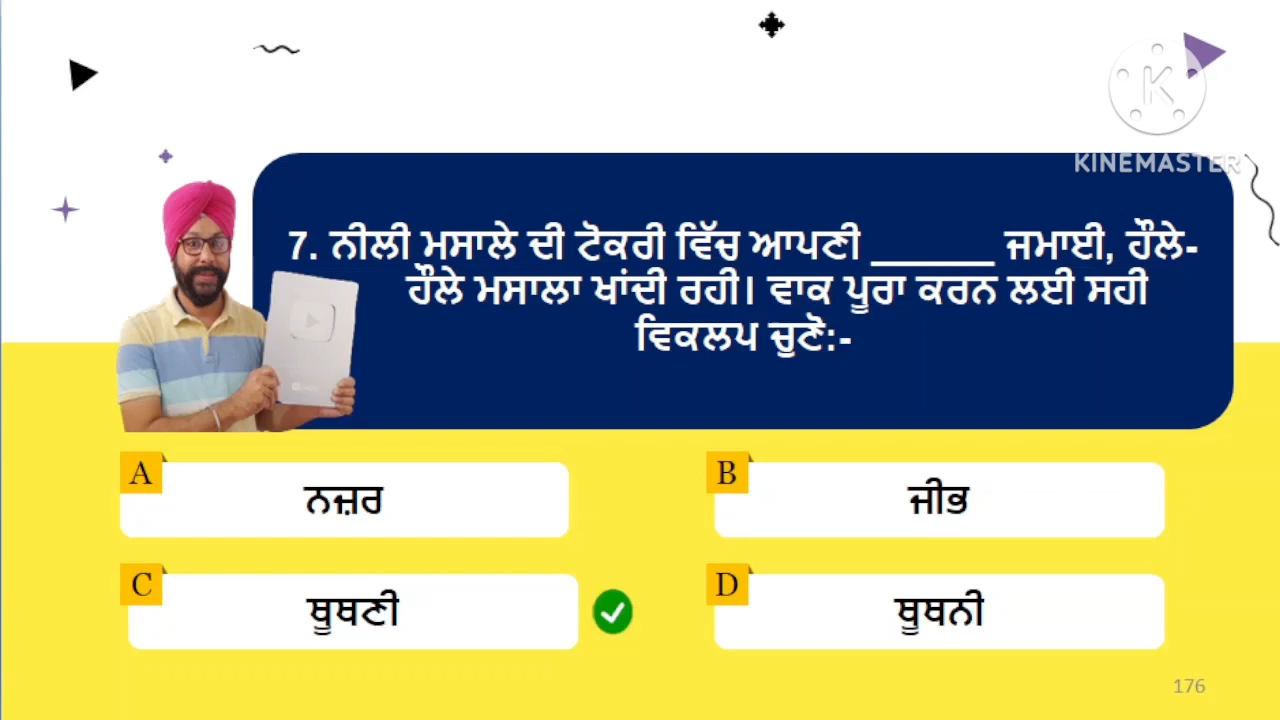 KINEMASTER
7. ਨੀਲੀ ਮਸਾਲੇ ਦੀ ਟੋਕਰੀ ਵਿੱਚ ਆਪਣੀ ______ ਜਮਾਈ, ਹੌਲੇ-
ਹੌਲੇ ਮਸਾਲਾ ਖਾਂਦੀ ਰਹੀ। ਵਾਕ ਪੂਰਾ ਕਰਨ ਲਈ ਸਹੀ
ਵਿਕਲਪ ਚੁਣੋ:-
A ਨਜ਼ਰ
B ਜੀਭ
C ਥੂਥਣੀ
D ਥੂਥਨੀ
176